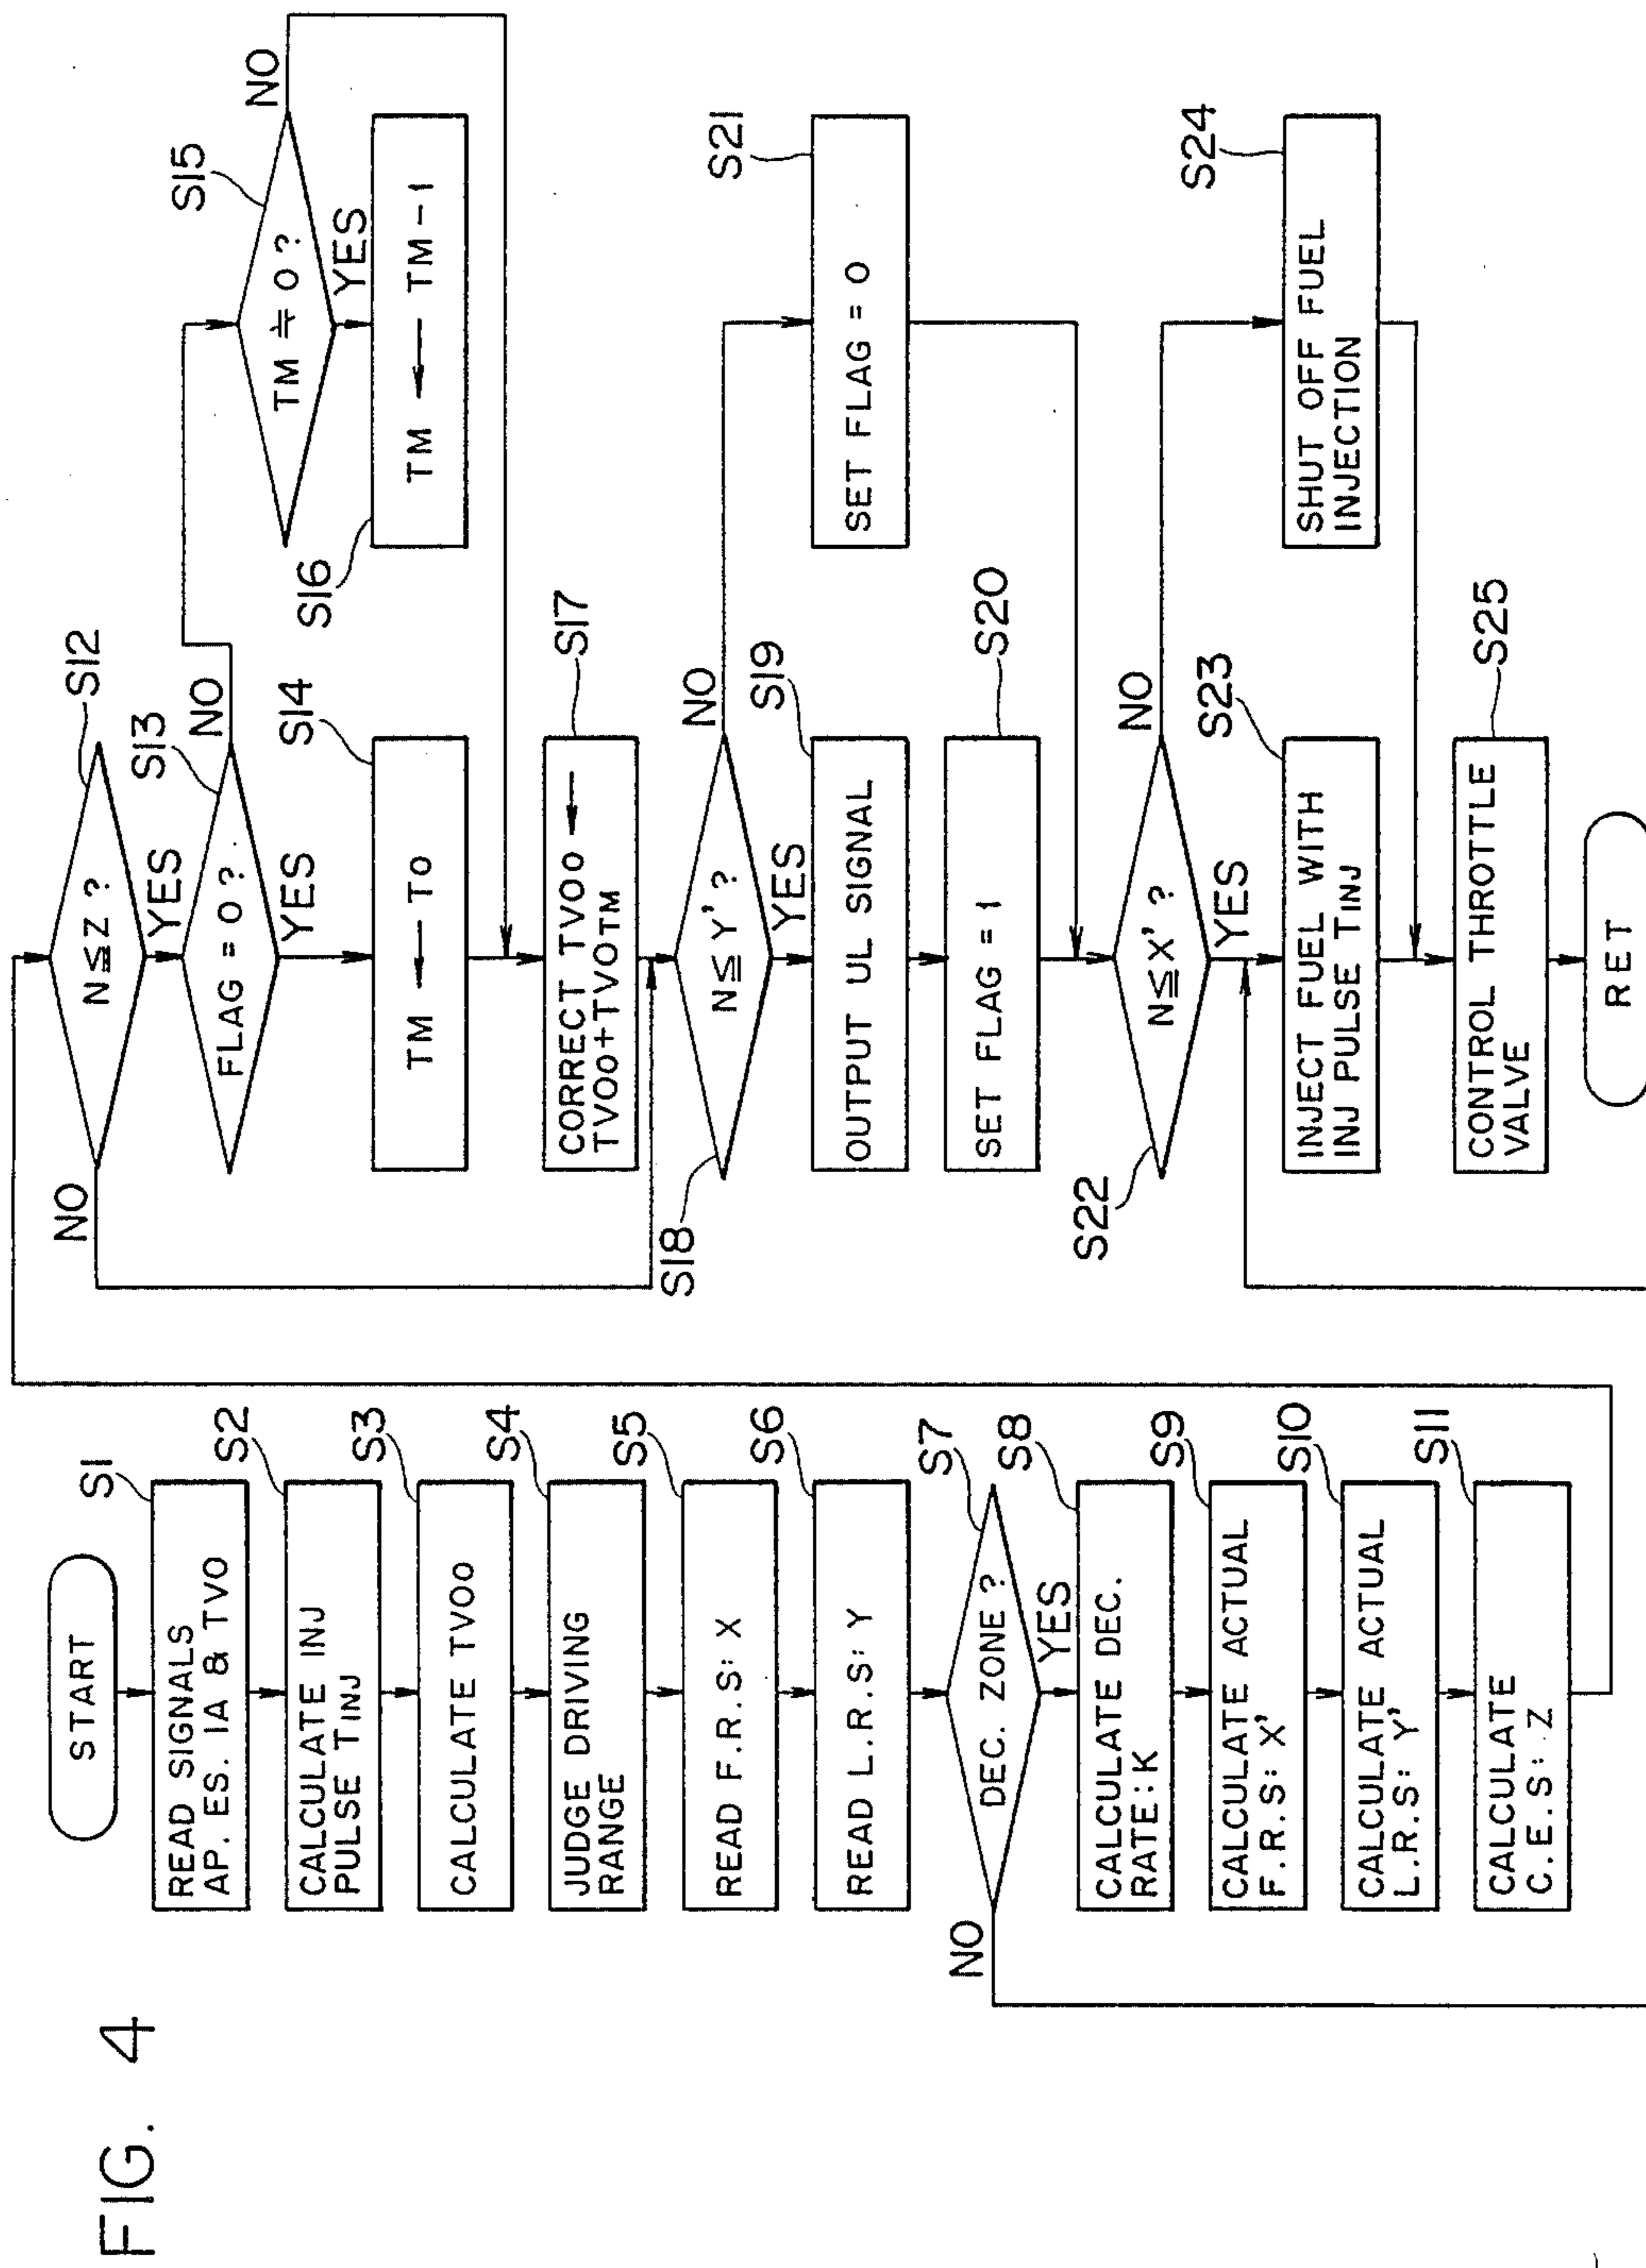 FIG. 4
START
S1
READ SIGNALS
AP. ES. IA & TVO
S2
CALCULATE INJ
PULSE TINJ
S3
CALCULATE TVOo
S4
JUDGE DRIVING
RANGE
S5
READ F.R.S: X
S6
READ L.R.S: Y
S7
DEC. ZONE ?
NO
YES
S8
CALCULATE DEC.
RATE: K
S9
CALCULATE ACTUAL
F.R.S: X'
S10
CALCULATE ACTUAL
L.R.S: Y'
S11
CALCULATE
C.E.S: Z
S12
N ≦ Z ?
NO
YES
S13
FLAG = 0 ?
NO
YES
S14
TM ← TO
S15
TM ≒ 0 ?
NO
YES
S16
TM ← TM - 1
S17
CORRECT TVOo ←
TVOo + TVOTM
S18
N ≦ Y' ?
NO
YES
S19
OUTPUT UL SIGNAL
S20
SET FLAG = 1
S21
SET FLAG = 0
S22
N ≦ X' ?
NO
YES
S23
INJECT FUEL WITH
INJ PULSE TINJ
S24
SHUT OFF FUEL
INJECTION
S25
CONTROL THROTTLE
VALVE
RET